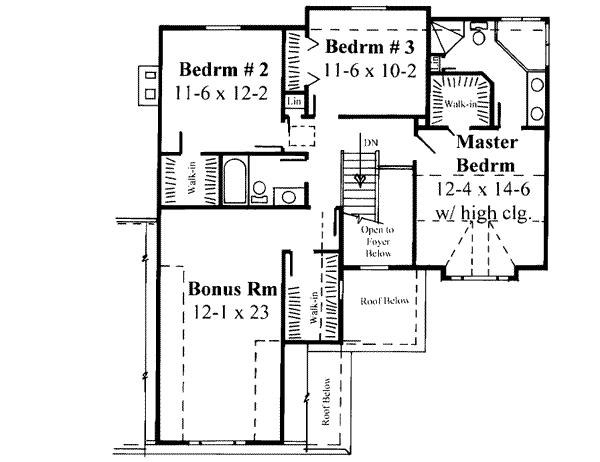 Bedrm # 2
11-6 x 12-2
Bedrm # 3
11-6 x 10-2
Lin
Lin
Walk-in
Master
Bedrm
12-4 x 14-6
w/ high clg.
DN
Walk-in
Open to
Foyer
Below
Bonus Rm
12-1 x 23
Walk-in
Roof Below
Roof Below